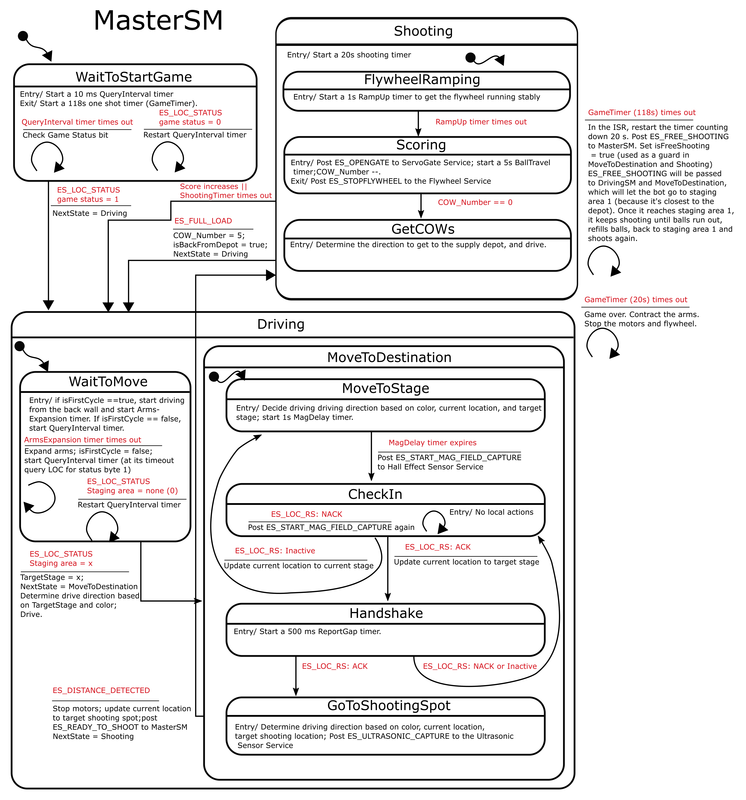 MasterSM
WaitToStartGame
Entry/ Start a 10 ms QueryInterval timer
Exit/ Start a 118s one shot timer (GameTimer).
QueryInterval timer times out
Check Game Status bit
ES_LOC_STATUS
game status = 0
Restart QueryInterval timer
ES_LOC_STATUS
game status = 1
NextState = Driving
Score increases ||
ShootingTimer times out
ES_FULL_LOAD
COW_Number = 5;
isBackFromDepot = true;
NextState = Driving
Shooting
Entry/ Start a 20s shooting timer
FlywheelRamping
Entry/ Start a 1s RampUp timer to get the flywheel running stably
RampUp timer times out
Scoring
Entry/ Post ES_OPENGATE to ServoGate Service; start a 5s BallTravel
timer;COW_Number --.
Exit/ Post ES_STOPFLYWHEEL to the Flywheel Service
COW_Number == 0
GetCOWs
Entry/ Determine the direction to get to the supply depot, and drive.
GameTimer (118s) times out
In the ISR, restart the timer counting
down 20 s. Post ES_FREE_SHOOTING
to MasterSM. Set isFreeShooting
= true (used as a guard in
MoveToDestination and Shooting)
ES_FREE_SHOOTING will be passed
to DrivingSM and MoveToDestination,
which will let the bot go to staging
area 1 (because it's closest to the
depot). Once it reaches staging area 1,
it keeps shooting until balls run out,
refills balls, back to staging area 1 and
shoots again.
GameTimer (20s) times out
Game over. Contract the arms.
Stop the motors and flywheel.
Driving
WaitToMove
Entry/ if isFirstCycle ==true, start driving
from the back wall and start Arms-
Expansion timer. If isFirstCycle == false,
start QueryInterval timer.
ArmsExpansion timer times out
Expand arms; isFirstCycle = false;
start QueryInterval timer (at its timeout
query LOC for status byte 1)
ES_LOC_STATUS
Staging area = none (0)
Restart QueryInterval timer
ES_LOC_STATUS
Staging area = x
TargetStage = x;
NextState = MoveToDestination
Determine drive direction based
on TargetStage and color;
Drive.
ES_DISTANCE_DETECTED
Stop motors; update current location
to target shooting spot;post
ES_READY_TO_SHOOT to MasterSM
NextState = Shooting
MoveToDestination
MoveToStage
Entry/ Decide driving driving direction based on color, current location, and target
stage; start 1s MagDelay timer.
MagDelay timer expires
Post ES_START_MAG_FIELD_CAPTURE
to Hall Effect Sensor Service
CheckIn
ES_LOC_RS: NACK
Post ES_START_MAG_FIELD_CAPTURE again
Entry/ No local actions
ES_LOC_RS: Inactive
Update current location to current stage
ES_LOC_RS: ACK
Update current location to target stage
Handshake
Entry/ Start a 500 ms ReportGap timer.
ES_LOC_RS: ACK
ES_LOC_RS: NACK or Inactive
GoToShootingSpot
Entry/ Determine driving direction based on color, current location,
target shooting location; Post ES_ULTRASONIC_CAPTURE to the Ultrasonic
Sensor Service